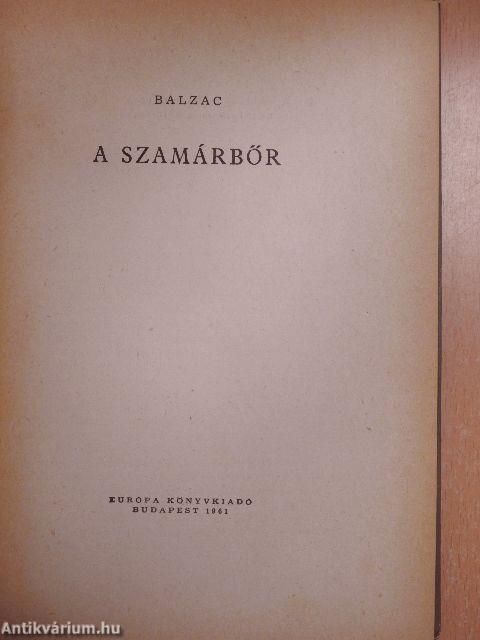 BALZAC
A SZAMÁRBŐR
EURÓPA KÖNYVKIADÓ
BUDAPEST 1961
Antikvárium.hu